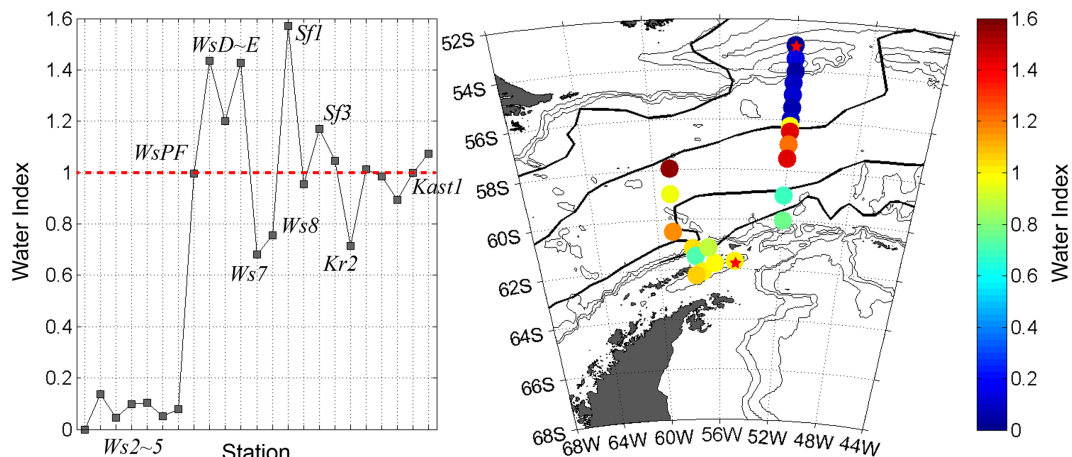 1.6
1.4
1.2
1
0.8
0.6
0.4
0.2
0
Water Index
Station
WsD~E
Sf1
Sf3
WsPF
Ws7
Ws8
Kr2
Kast1
Ws2~5
52S
54S
56S
58S
60S
62S
64S
66S
68S
68W 64W 60W 56W 52W 48W 44W
1.6
1.4
1.2
1
0.8
0.6
0.4
0.2
0
Water Index